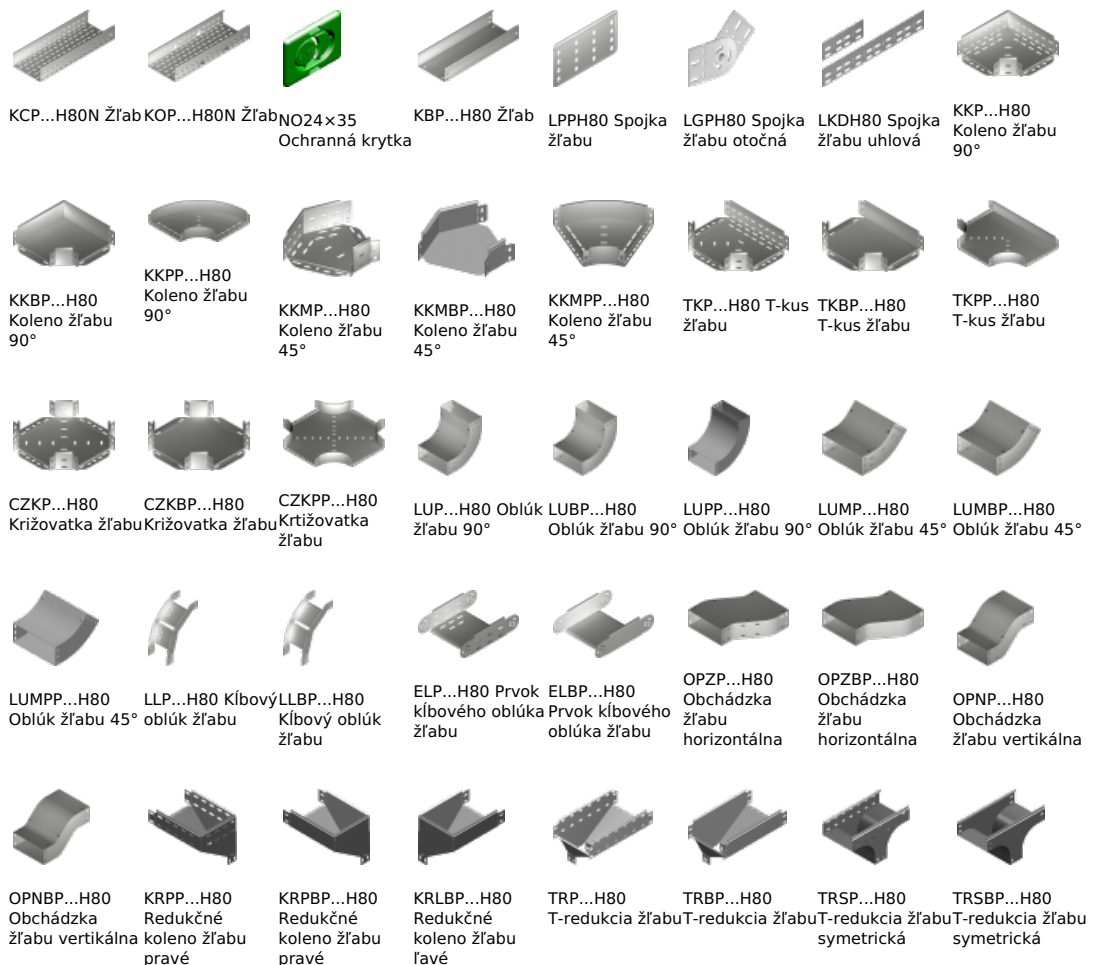 KCP...H80N Žľab
KOP...H80N Žľab
NO24×35
Ochranná krytka
KBP...H80 Žľab
LPPH80 Spojka
žľabu
LGPH80 Spojka
žľabu otočná
LKDH80 Spojka
žľabu uhlová
KKP...H80
Koleno žľabu
90°
KKBP...H80
Koleno žľabu
90°
KKPP...H80
Koleno žľabu
90°
KKMP...H80
Koleno žľabu
45°
KKMBP...H80
Koleno žľabu
45°
KKMPP...H80
Koleno žľabu
45°
TKP...H80 T-kus
žľabu
TKBP...H80
T-kus žľabu
TKPP...H80
T-kus žľabu
CZKP...H80
Križovatka žľabu
CZKBP...H80
Križovatka žľabu
CZKPP...H80
Krtižovatka
žľabu
LUP...H80 Oblúk
žľabu 90°
LUBP...H80
Oblúk žľabu 90°
LUPP...H80
Oblúk žľabu 90°
LUMP...H80
Oblúk žľabu 45°
LUMBP...H80
Oblúk žľabu 45°
LUMPP...H80
Oblúk žľabu 45°
LLP...H80 Kĺbový
oblúk žľabu
LLBP...H80
Kĺbový oblúk
žľabu
ELP...H80 Prvok
kĺbového oblúka
žľabu
ELBP...H80
Prvok kĺbového
oblúka žľabu
OPZP...H80
Obchádzka
žľabu
horizontálna
OPZBP...H80
Obchádzka
žľabu
horizontálna
OPNP...H80
Obchádzka
žľabu vertikálna
OPNBP...H80
Obchádzka
žľabu vertikálna
KRPP...H80
Redukčné
koleno žľabu
pravé
KRPBP...H80
Redukčné
koleno žľabu
pravé
KRLBP...H80
Redukčné
koleno žľabu
ľavé
TRP...H80
T-redukcia žľabu
TRBP...H80
T-redukcia žľabu
TRSP...H80
T-redukcia žľabu
symetrická
TRSBP...H80
T-redukcia žľabu
symetrická